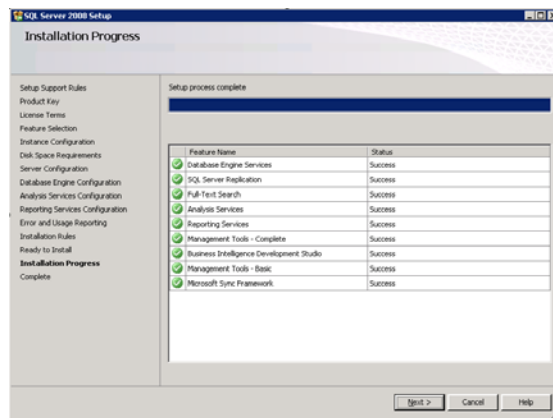 SQL Server 2008 Setup
Installation Progress
Setup Support Rules
Product Key
License Terms
Feature Selection
Instance Configuration
Disk Space Requirements
Server Configuration
Database Engine Configuration
Analysis Services Configuration
Reporting Services Configuration
Error and Usage Reporting
Installation Rules
Ready to Install
Installation Progress
Complete
Setup process complete
Feature Name Status
Database Engine Services Success
SQL Server Replication Success
Full-Text Search Success
Analysis Services Success
Reporting Services Success
Management Tools - Complete Success
Business Intelligence Development Studio Success
Management Tools - Basic Success
Microsoft Sync Framework Success
Next > Cancel Help